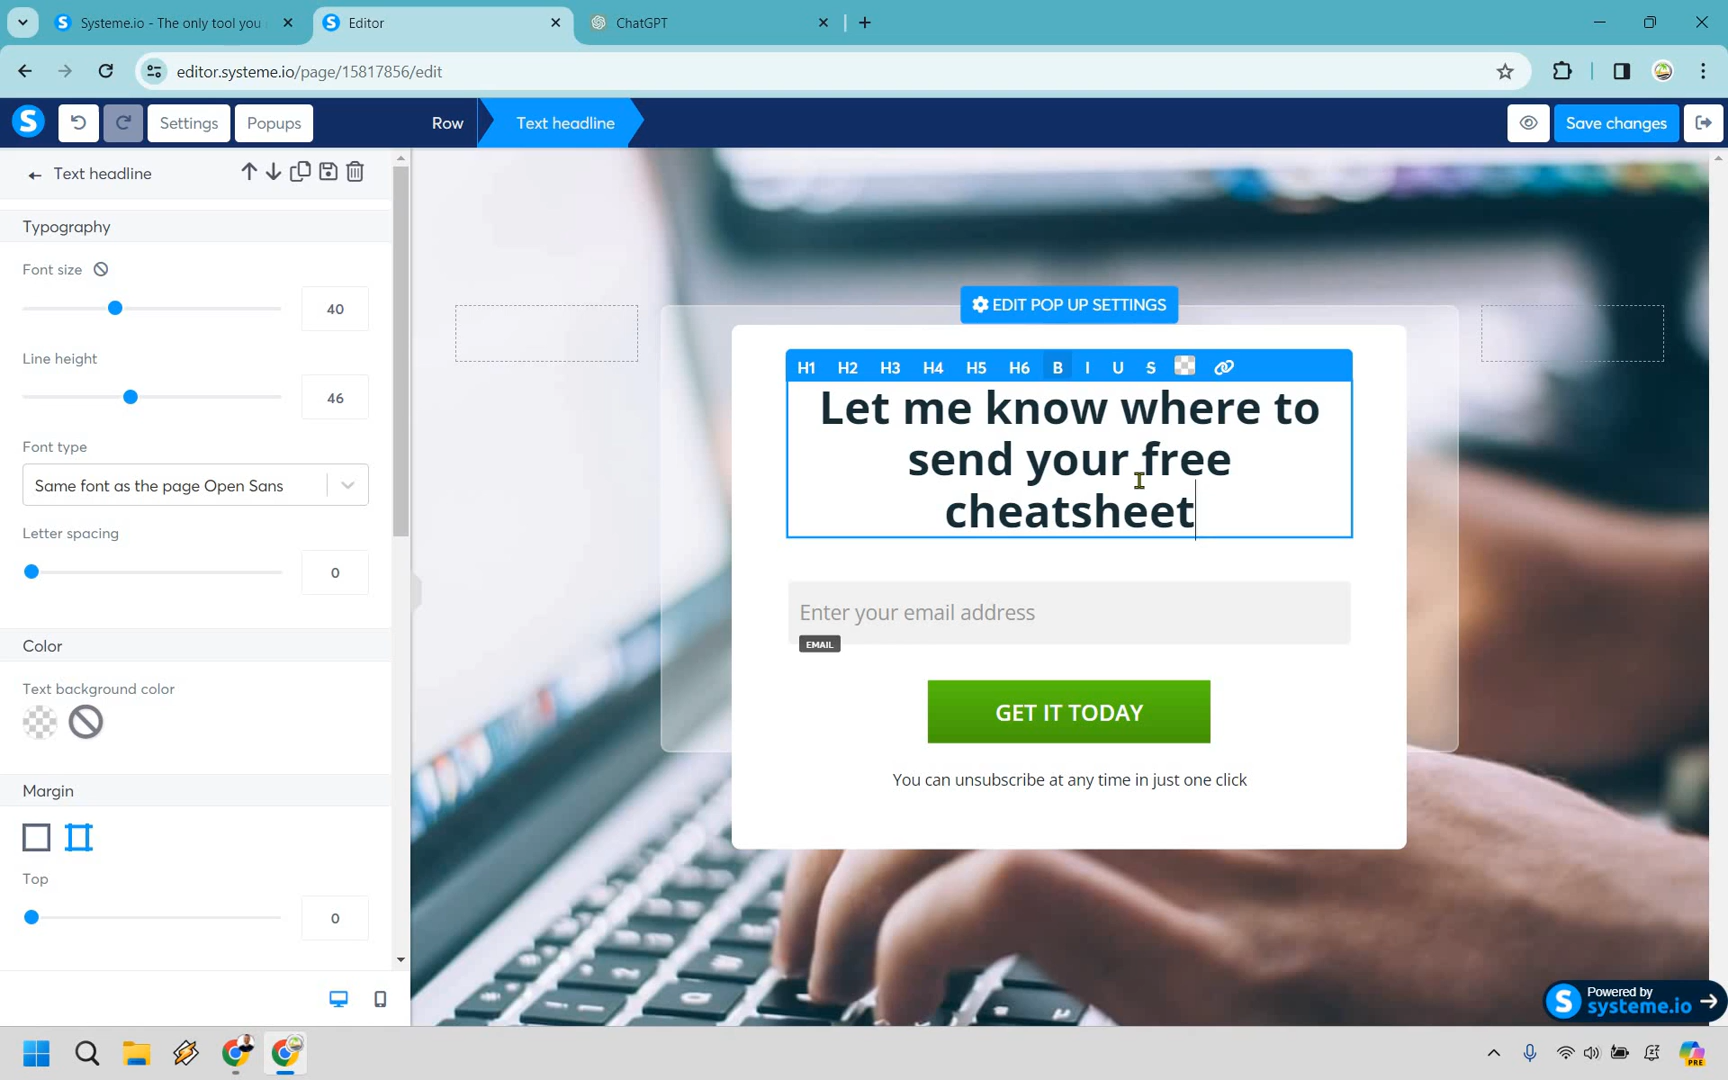 Systeme.io - The only tool you
Editor
ChatGPT
editor.systeme.io/page/15817856/edit
S
Settings
Popups
Row
Text headline
Save changes
Text headline
Typography
Font size
40
Line height
46
Font type
Same font as the page Open Sans
Letter spacing
0
Color
Text background color
Margin
Top
0
EDIT POP UP SETTINGS
H1 H2 H3 H4 H5 H6 B I U S
Let me know where to
send your free
cheatsheet
Enter your email address
EMAIL
GET IT TODAY
You can unsubscribe at any time in just one click
Powered by
systeme.io
PRE